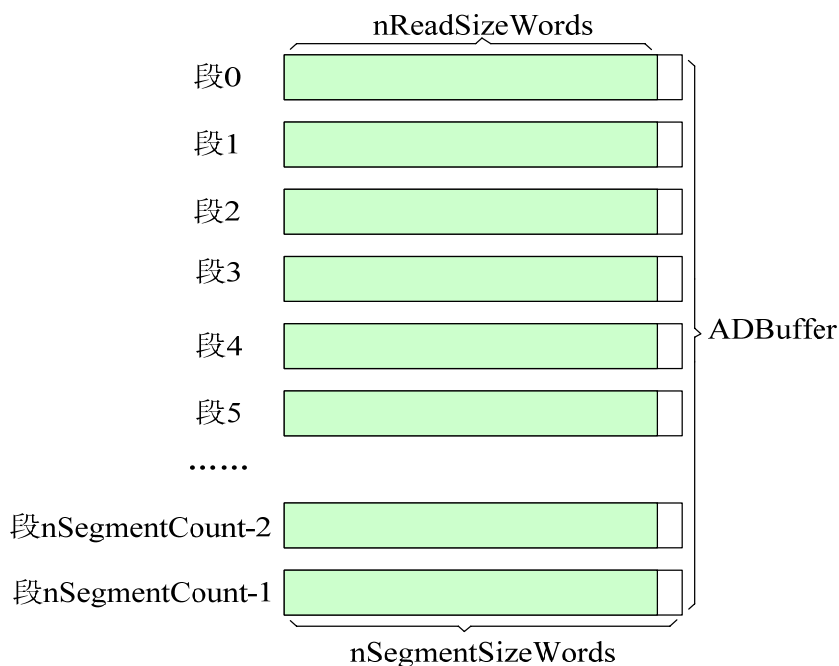 nReadSizeWords
段0
段1
段2
段3
段4
段5
……
段nSegmentCount-2
段nSegmentCount-1
ADBuffer
nSegmentSizeWords